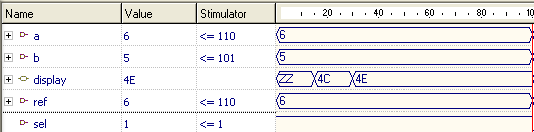 Name Value Stimulator 20 40 60 80 100
a 6 <= 110 6
b 5 <= 101 5
display 4E ZZ 4C 4E
ref 6 <= 110 6
sel 1 <= 1